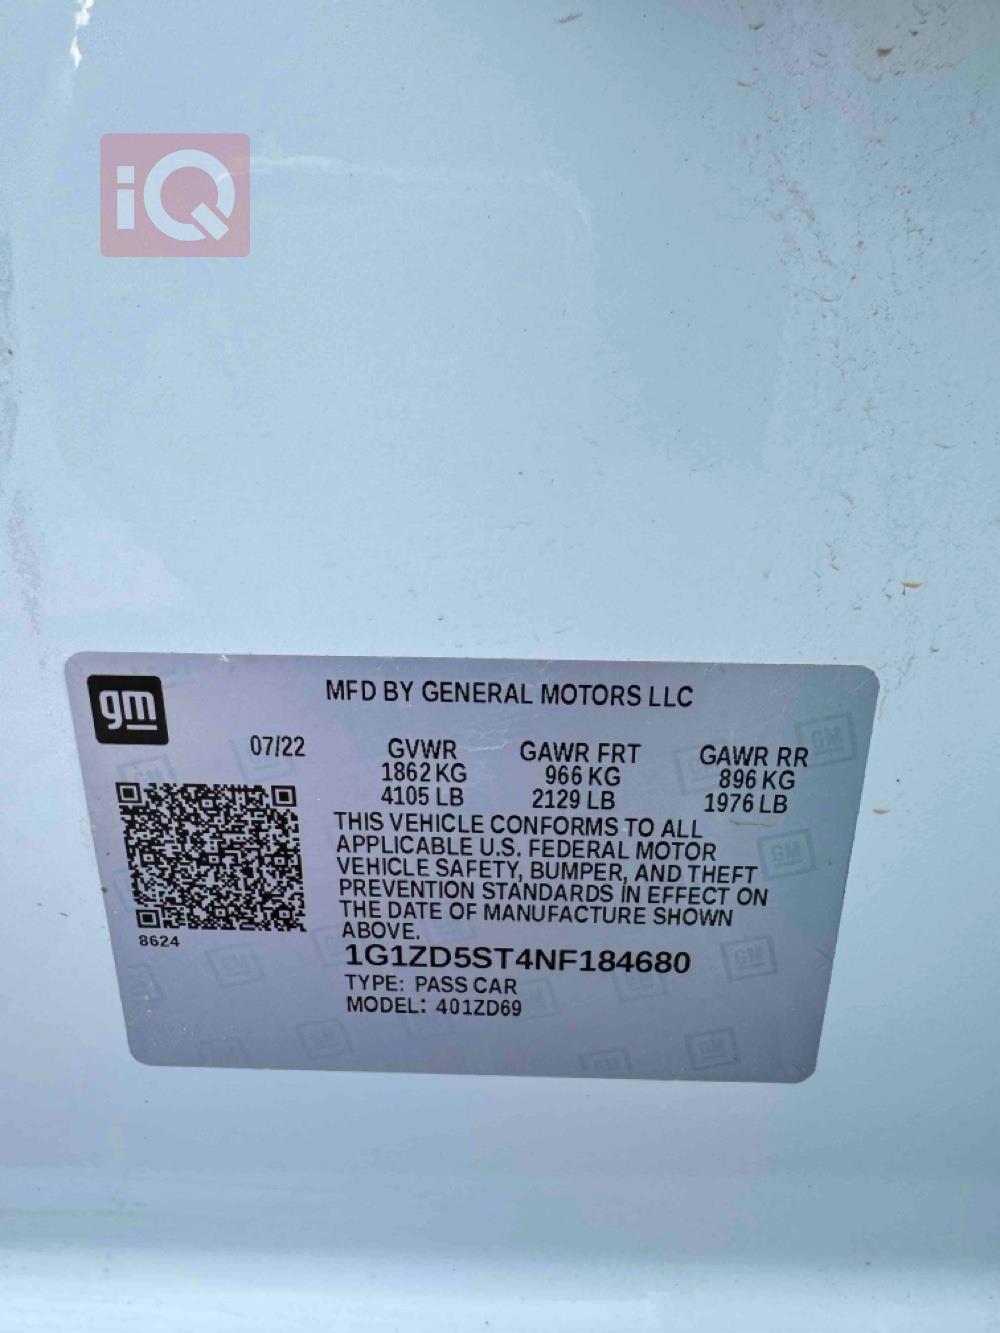 iQ
gm
MFD BY GENERAL MOTORS LLC
07/22 GVWR GAWR FRT GAWR RR
1862 KG 966 KG 896 KG
4105 LB 2129 LB 1976 LB
THIS VEHICLE CONFORMS TO ALL
APPLICABLE U.S. FEDERAL MOTOR
VEHICLE SAFETY, BUMPER, AND THEFT
PREVENTION STANDARDS IN EFFECT ON
THE DATE OF MANUFACTURE SHOWN
ABOVE.
8624
1G1ZD5ST4NF184680
TYPE: PASS CAR
MODEL: 401ZD69